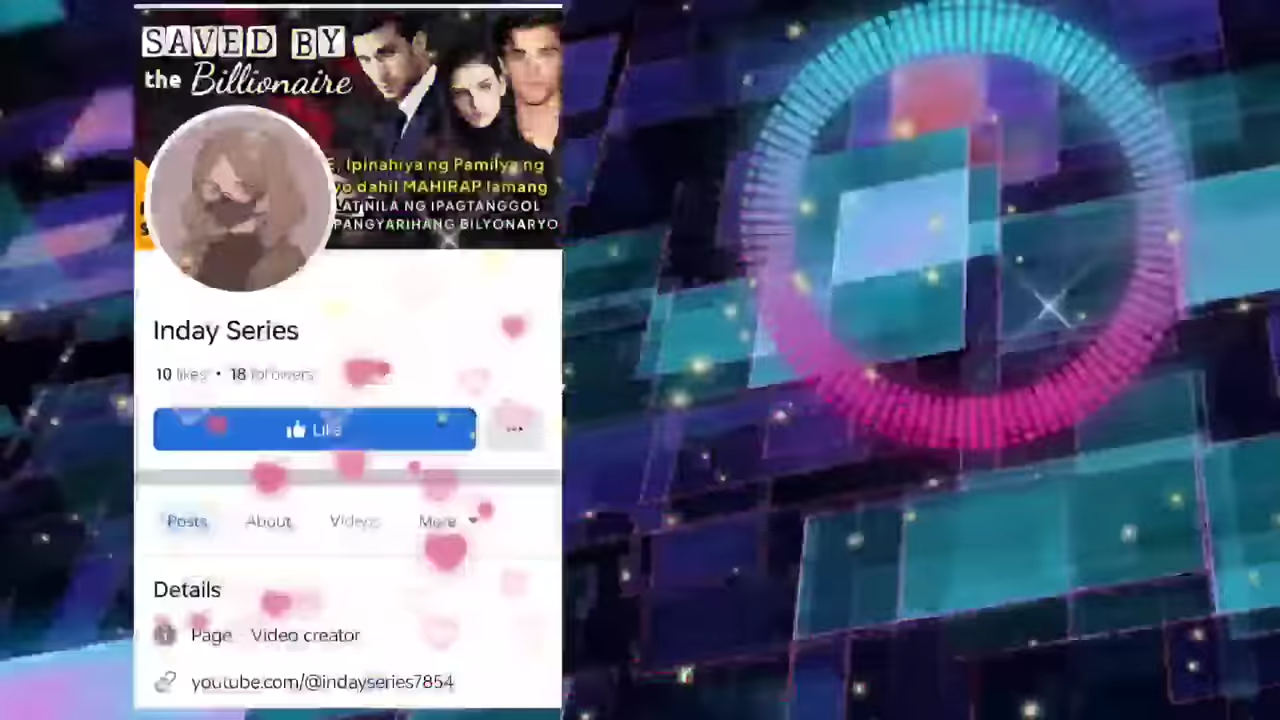 SAVED BY
the Billionaire
E, Ipinahiya ng Pamilya ng
yo dahil MAHIRAP lamang
LAT NILA NG IPAGTANGGOL
PANGYARIHANG BILYONARYO
Inday Series
10 likes • 18 followers
Like
Posts About Videos More
Details
Page · Video creator
youtube.com/@indayseries7854